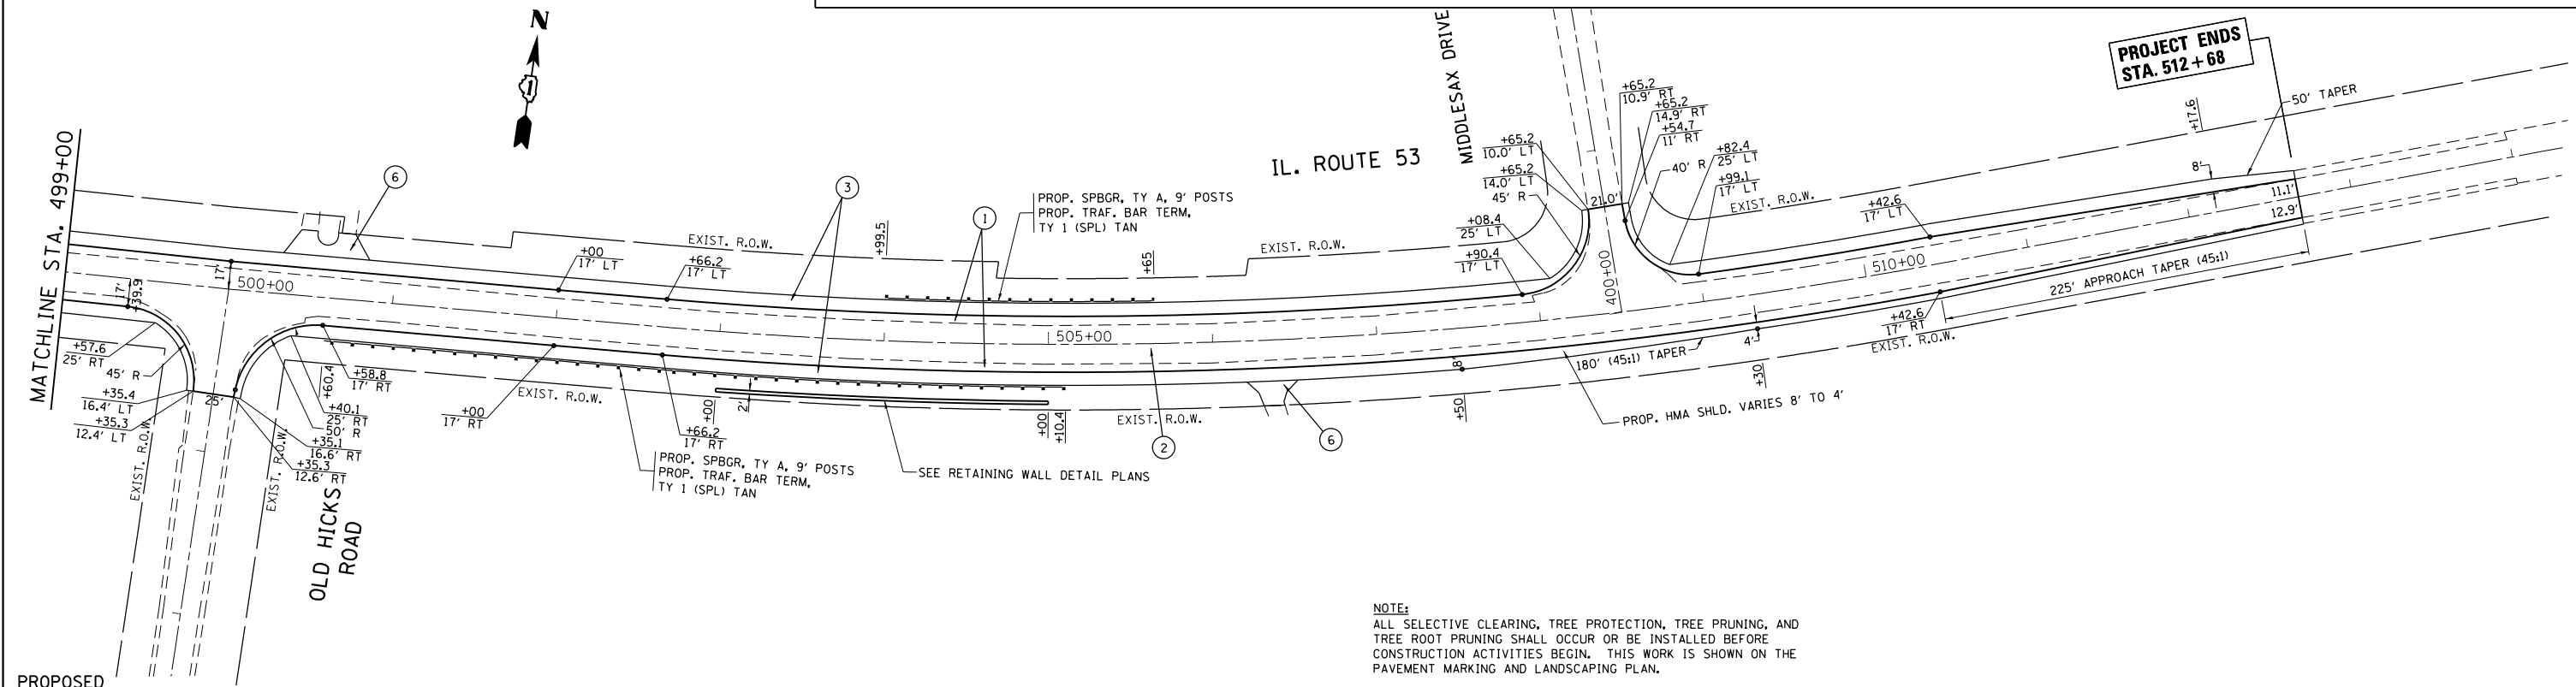 N
1
MATCHLINE STA. 499+00
IL. ROUTE 53
MIDDLESAX DRIVE
PROJECT ENDS
STA. 512+68
50' TAPER
+17.6
8'
11.1'
12.9'
6
3
1
PROP. SPBGR, TY A, 9' POSTS
PROP. TRAF. BAR TERM,
TY 1 (SPL) TAN
+65.2
10.0' LT
+65.2
14.0' LT
45' R
+08.4
25' LT
+90.4
17' LT
21.0'
+65.2
10.9' RT
+65.2
14.9' RT
+54.7
11' RT
40' R
+82.4
25' LT
+99.1
17' LT
EXIST. R.O.W.
+42.6
17' LT
400+00
510+00
225' APPROACH TAPER (45:1)
+42.6
17' RT
EXIST. R.O.W.
EXIST. R.O.W.
EXIST. R.O.W.
+99.5
+65
+00
17' LT
+66.2
17' LT
17'
500+00
17'
+39.9
505+00
+57.6
25' RT
45' R
+35.4
16.4' LT
+35.3
12.4' LT
25'
+60.4
+58.8
17' RT
+40.1
25' RT
50' R
+35.1
16.6' RT
+35.3
12.6' RT
EXIST. R.O.W.
EXIST. R.O.W.
OLD HICKS
ROAD
+00
17' RT
EXIST. R.O.W.
+66.2
17' RT
+00
2'
PROP. SPBGR, TY A, 9' POSTS
PROP. TRAF. BAR TERM,
TY 1 (SPL) TAN
SEE RETAINING WALL DETAIL PLANS
+00
+10.4
EXIST. R.O.W.
2
6
8'
+50
180' (45:1) TAPER
4'
+30
PROP. HMA SHLD. VARIES 8' TO 4'
NOTE:
ALL SELECTIVE CLEARING, TREE PROTECTION, TREE PRUNING, AND
TREE ROOT PRUNING SHALL OCCUR OR BE INSTALLED BEFORE
CONSTRUCTION ACTIVITIES BEGIN. THIS WORK IS SHOWN ON THE
PAVEMENT MARKING AND LANDSCAPING PLAN.
PROPOSED